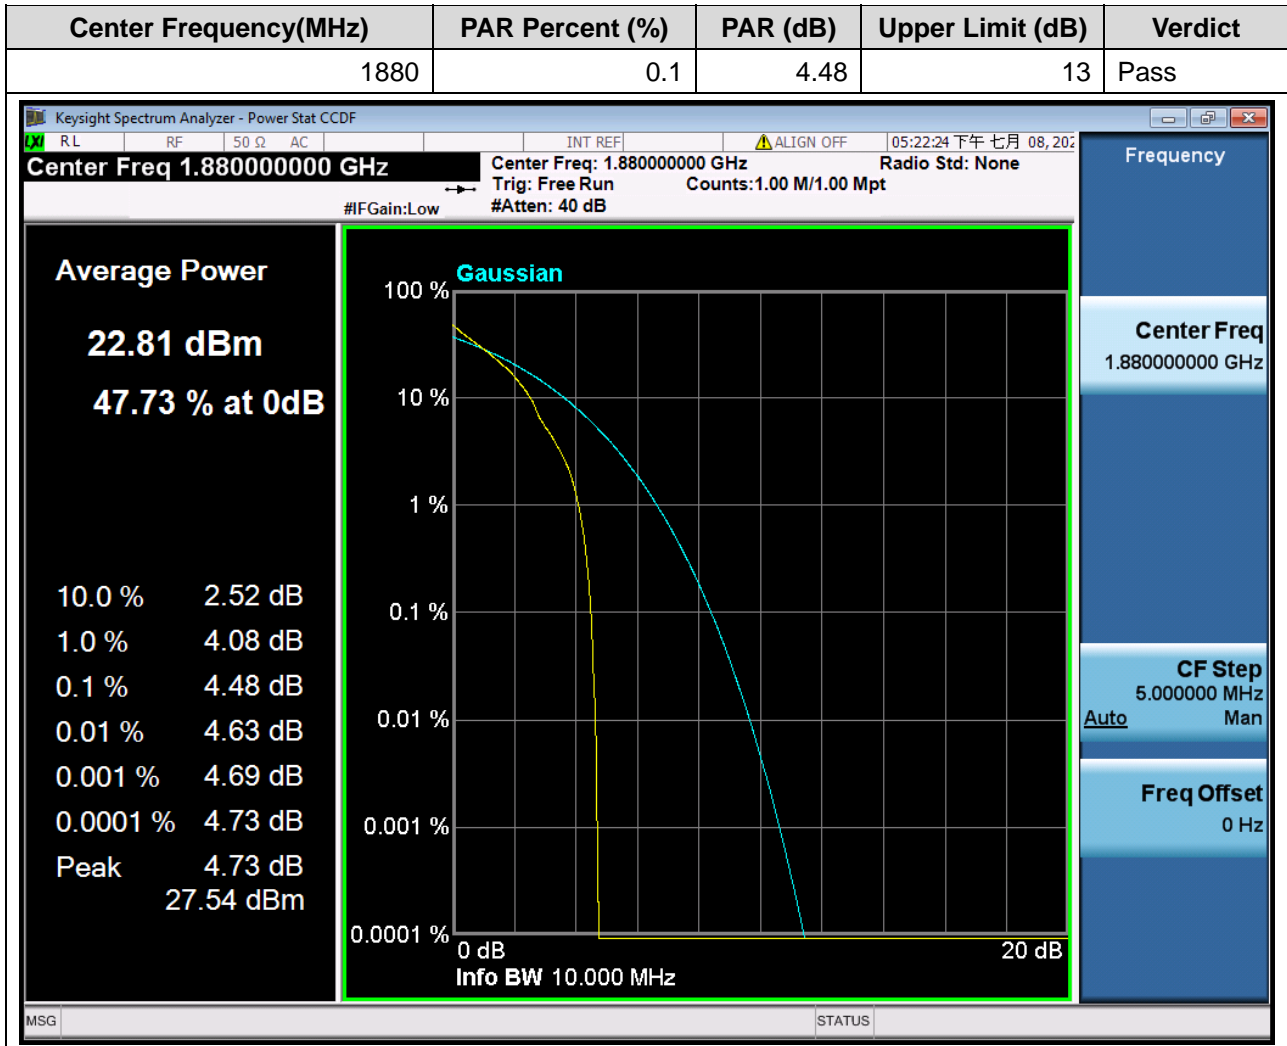 Center Frequency(MHz) PAR Percent (%) PAR (dB) Upper Limit (dB) Verdict
1880 0.1 4.48 13 Pass
Keysight Spectrum Analyzer - Power Stat CCDF
LXI RL RF 50 Ω AC INT REF ALIGN OFF 05:22:24 下午 七月 08, 202
Center Freq 1.880000000 GHz
Center Freq: 1.880000000 GHz Radio Std: None
Trig: Free Run Counts:1.00 M/1.00 Mpt
#IFGain:Low #Atten: 40 dB
Average Power
22.81 dBm
47.73 % at 0dB
10.0 % 2.52 dB
1.0 % 4.08 dB
0.1 % 4.48 dB
0.01 % 4.63 dB
0.001 % 4.69 dB
0.0001 % 4.73 dB
Peak 4.73 dB
27.54 dBm
Gaussian
100 %
10 %
1 %
0.1 %
0.01 %
0.001 %
0.0001 %
0 dB 20 dB
Info BW 10.000 MHz
Frequency
Center Freq
1.880000000 GHz
CF Step
5.000000 MHz
Auto Man
Freq Offset
0 Hz
MSG STATUS